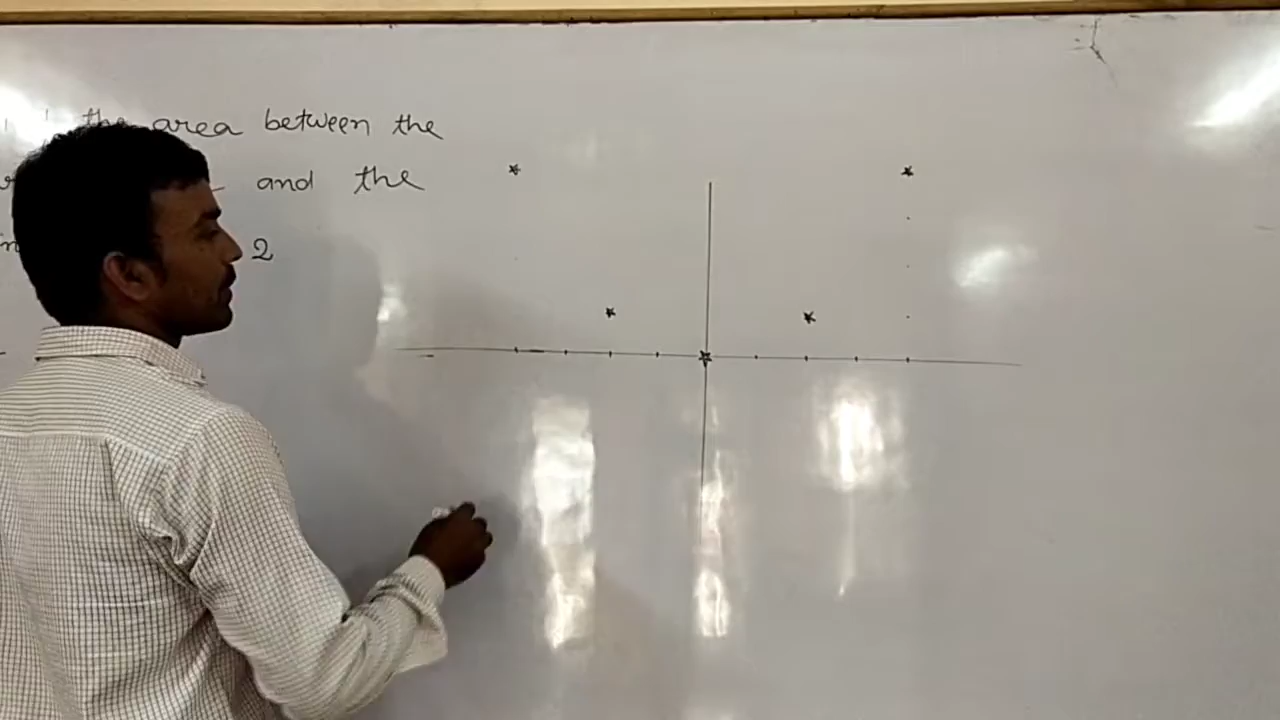 the area between the
and the
2